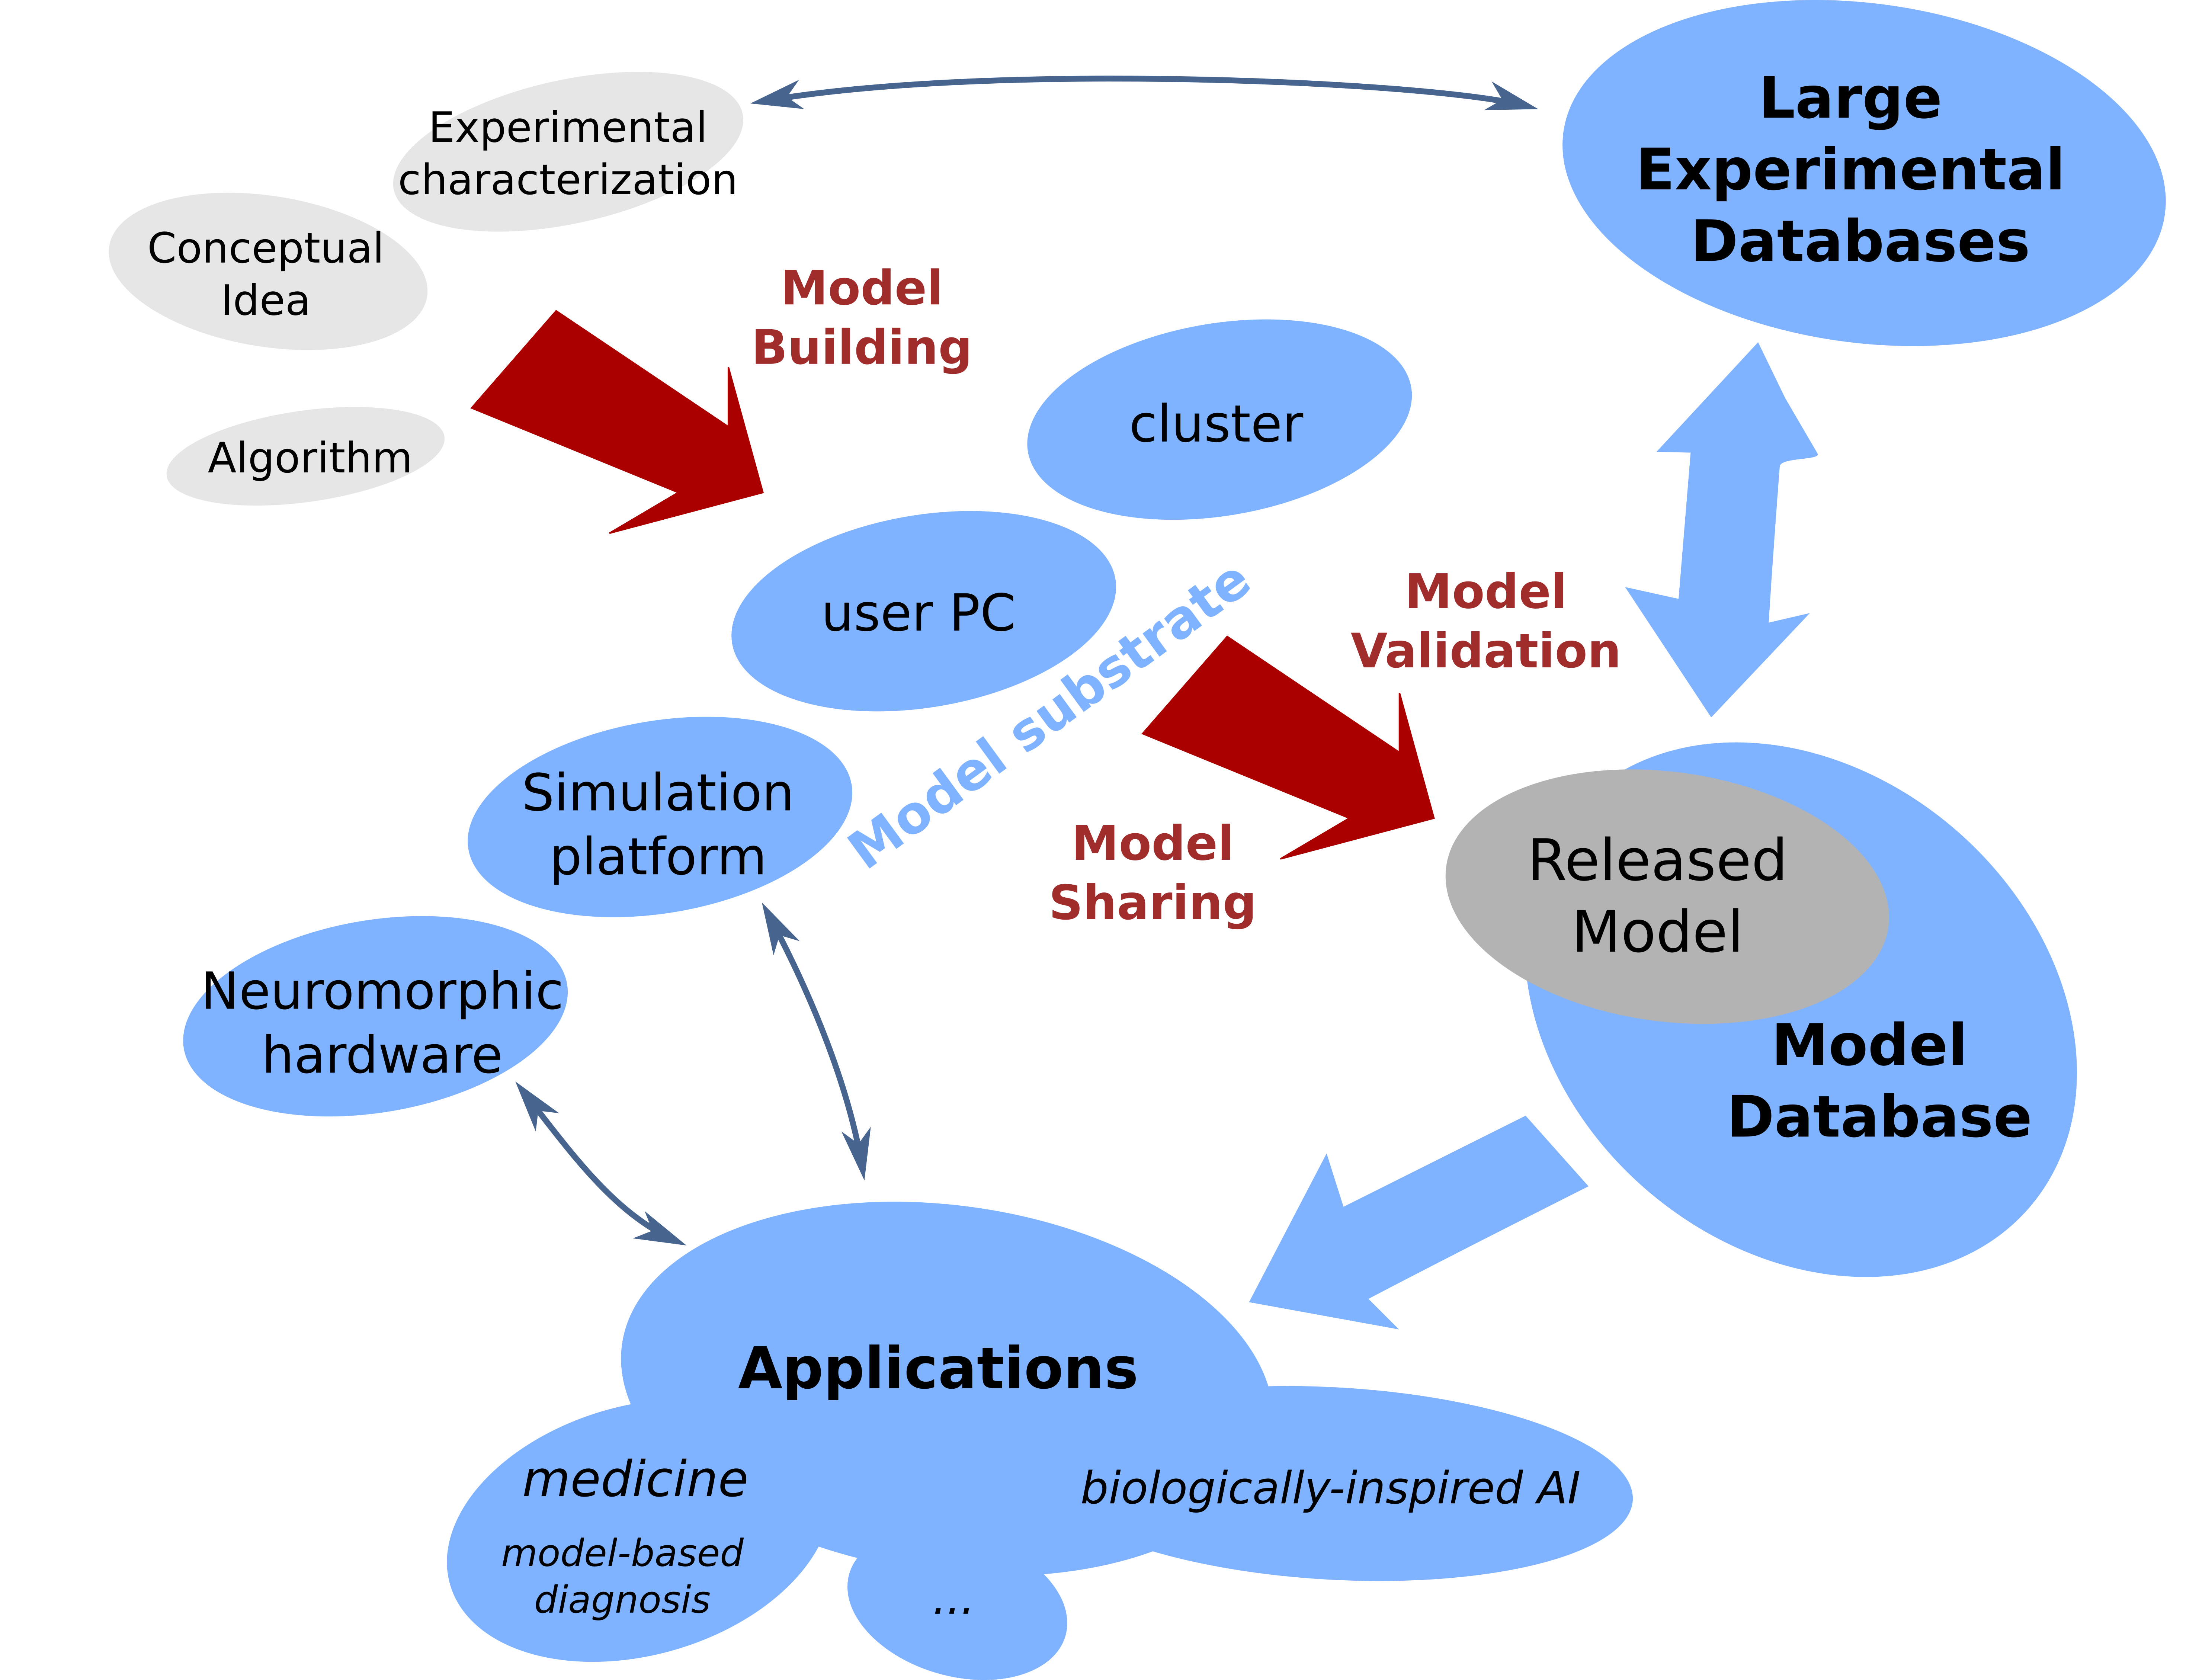 Experimental
characterization
Large
Experimental
Databases
Conceptual
Idea
Model
Building
Algorithm
cluster
user PC
Model substrate
Model
Validation
Simulation
platform
Model
Sharing
Released
Model
Neuromorphic
hardware
Model
Database
Applications
medicine
model-based
diagnosis
biologically-inspired AI
...